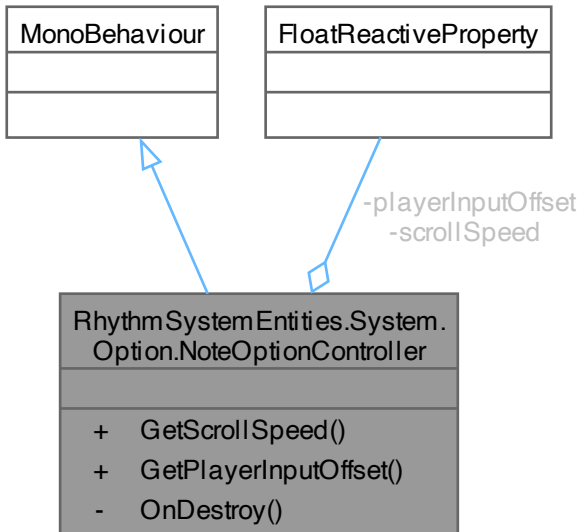 MonoBehaviour
FloatReactiveProperty
-playerInputOffset
-scrollSpeed
RhythmSystemEntities.System.
Option.NoteOptionController
+ GetScrollSpeed()
+ GetPlayerInputOffset()
- OnDestroy()